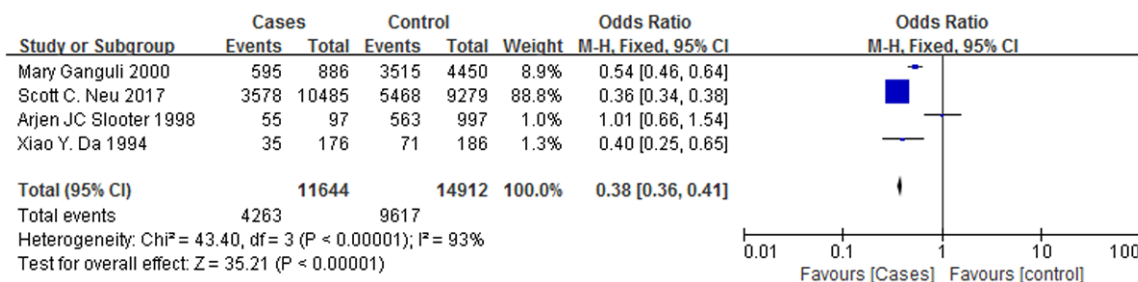 Cases Control Odds Ratio Odds Ratio
Study or Subgroup Events Total Events Total Weight M-H, Fixed, 95% CI M-H, Fixed, 95% CI
Mary Ganguli 2000 595 886 3515 4450 8.9% 0.54 [0.46, 0.64]
Scott C. Neu 2017 3578 10485 5468 9279 88.8% 0.36 [0.34, 0.38]
Arjen JC Slooter 1998 55 97 563 997 1.0% 1.01 [0.66, 1.54]
Xiao Y. Da 1994 35 176 71 186 1.3% 0.40 [0.25, 0.65]
Total (95% CI) 11644 14912 100.0% 0.38 [0.36, 0.41]
Total events 4263 9617
Heterogeneity: Chi² = 43.40, df = 3 (P < 0.00001); I² = 93%
Test for overall effect: Z = 35.21 (P < 0.00001)
0.01 0.1 1 10 100
Favours [Cases] Favours [control]